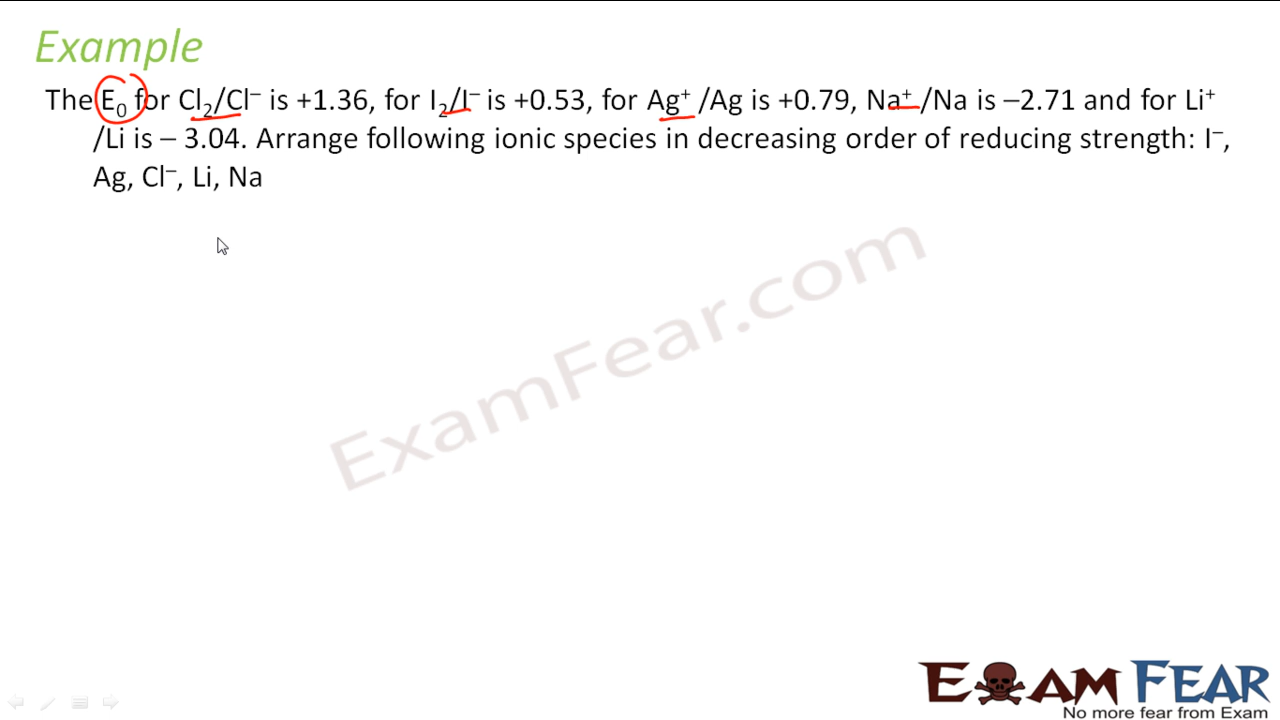 Example
The E₀ for Cl₂/Cl⁻ is +1.36, for I₂/I⁻ is +0.53, for Ag⁺ /Ag is +0.79, Na⁺ /Na is –2.71 and for Li⁺
/Li is – 3.04. Arrange following ionic species in decreasing order of reducing strength: I⁻,
Ag, Cl⁻, Li, Na
ExamFear.com
EXAM FEAR
No more fear from Exam